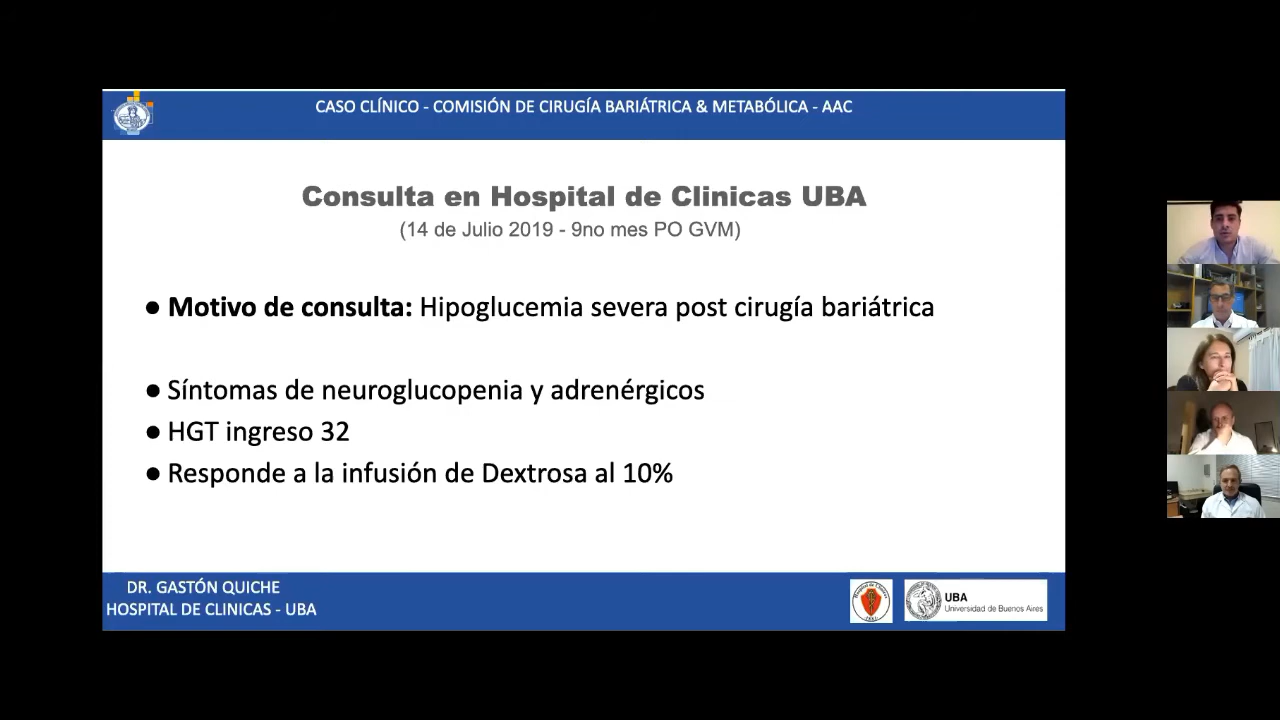 CASO CLÍNICO - COMISIÓN DE CIRUGÍA BARIÁTRICA & METABÓLICA - AAC
Consulta en Hospital de Clinicas UBA
(14 de Julio 2019 - 9no mes PO GVM)
● Motivo de consulta: Hipoglucemia severa post cirugía bariátrica
● Síntomas de neuroglucopenia y adrenérgicos
● HGT ingreso 32
● Responde a la infusión de Dextrosa al 10%
DR. GASTÓN QUICHE
HOSPITAL DE CLINICAS - UBA
UBA
Universidad de Buenos Aires